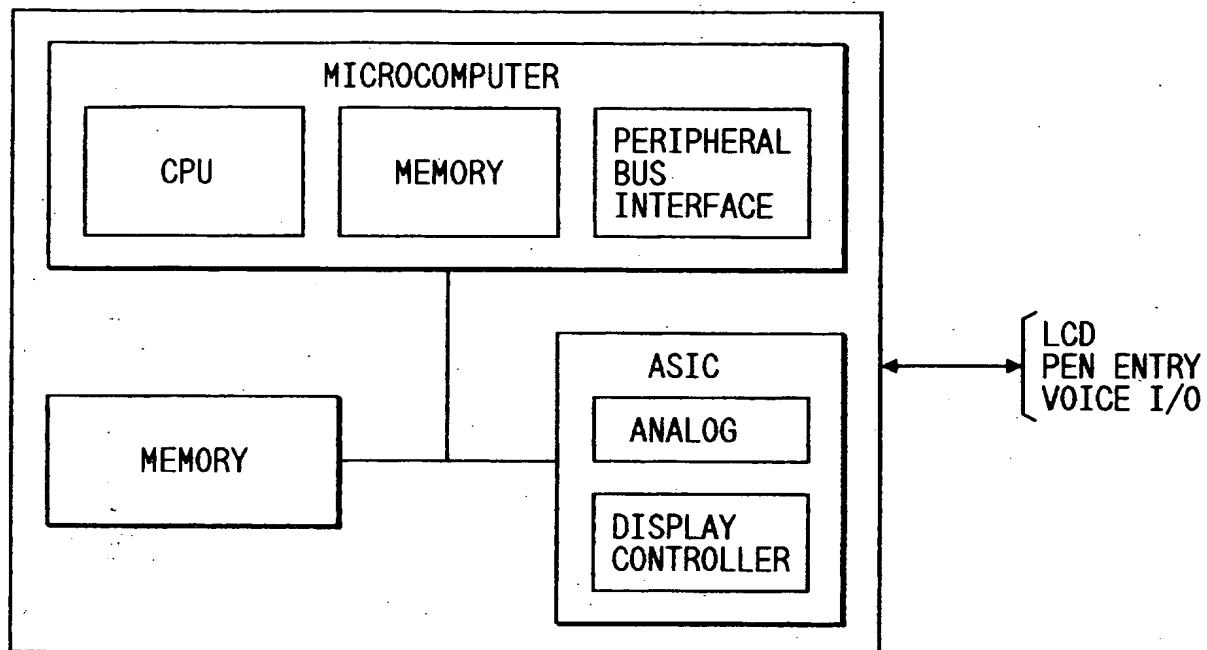 MICROCOMPUTER
CPU
MEMORY
PERIPHERAL
BUS
INTERFACE
MEMORY
ASIC
ANALOG
DISPLAY
CONTROLLER
LCD
PEN ENTRY
VOICE I/O